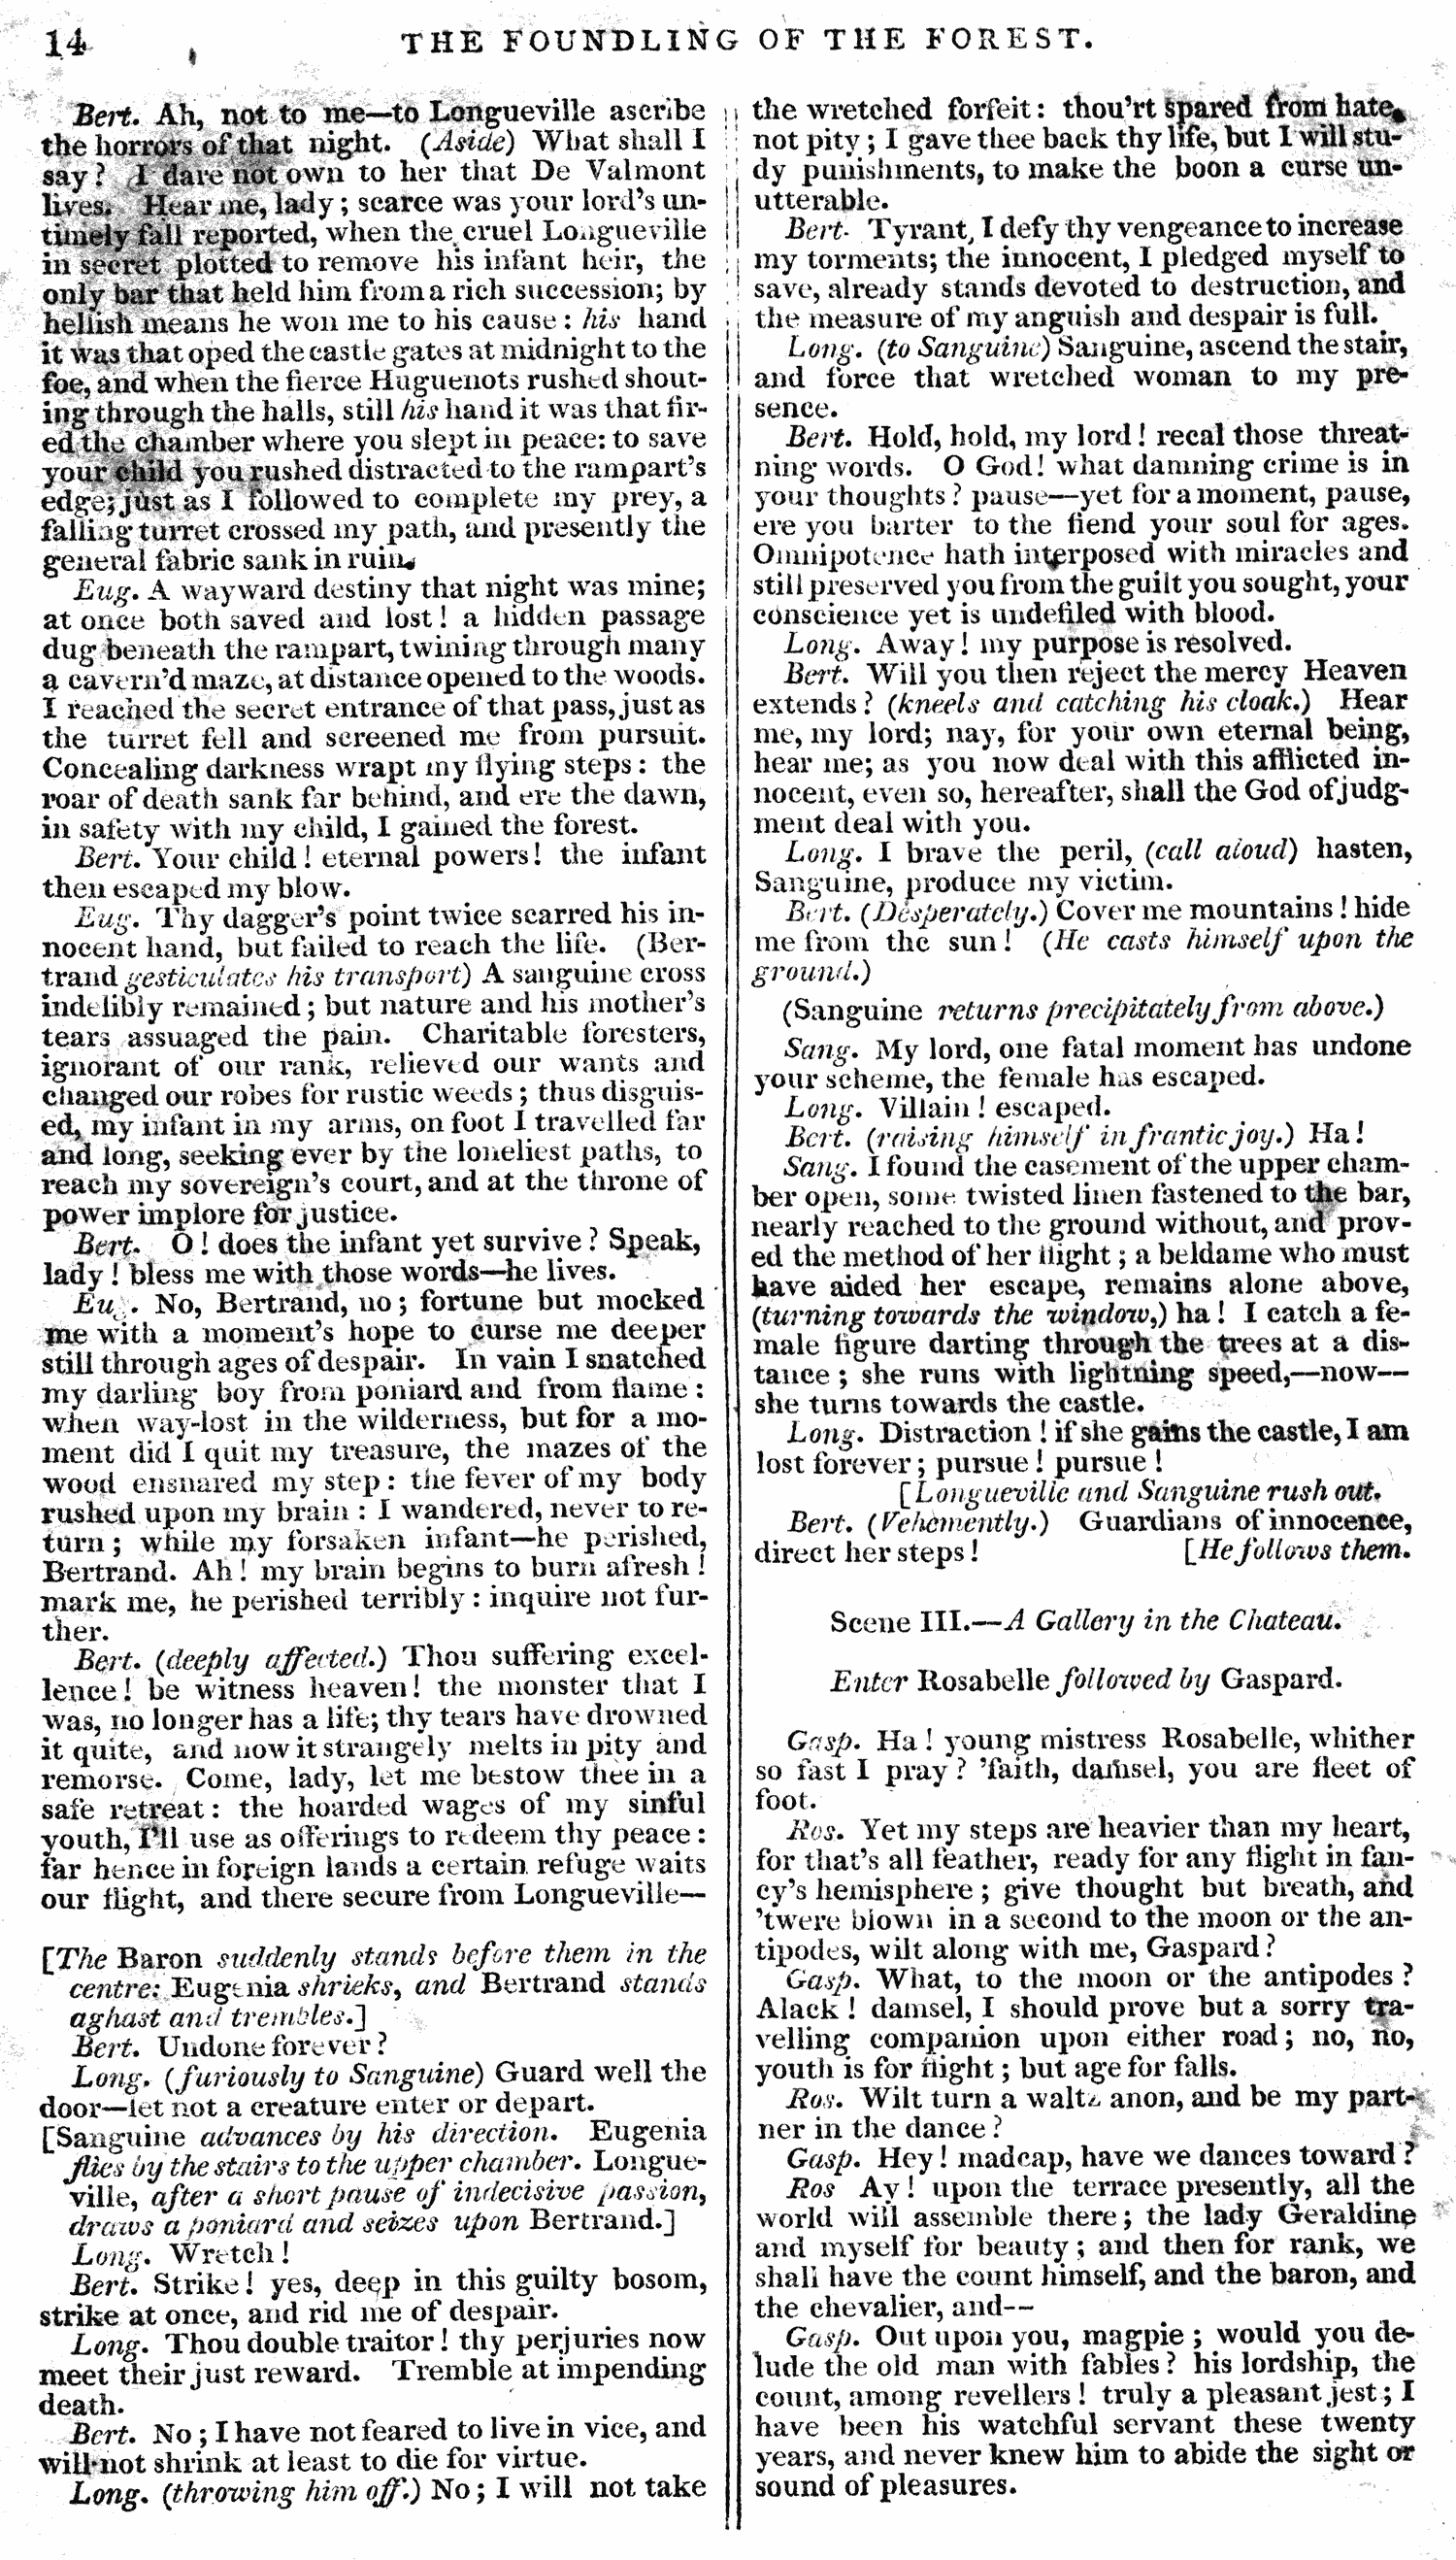 14
THE FOUNDLING OF THE FOREST.
Bert. Ah, not to me—to Longueville ascribe
the horrors of that night. (Aside) What shall I
say? I dare not own to her that De Valmont
lives. Hear me, lady; scarce was your lord's un-
timely fall reported, when the cruel Longueville
in secret plotted to remove his infant heir, the
only bar that held him from a rich succession; by
hellish means he won me to his cause: his hand
it was that oped the castle gates at midnight to the
foe, and when the fierce Huguenots rushed shout-
ing through the halls, still his hand it was that fir-
ed the chamber where you slept in peace: to save
your child you rushed distracted to the rampart's
edge; just as I followed to complete my prey, a
falling turret crossed my path, and presently the
general fabric sank in ruin.
Eug. A wayward destiny that night was mine;
at once both saved and lost! a hidden passage
dug beneath the rampart, twining through many
a cavern'd maze, at distance opened to the woods.
I reached the secret entrance of that pass, just as
the turret fell and screened me from pursuit.
Concealing darkness wrapt my flying steps: the
roar of death sank far behind, and ere the dawn,
in safety with my child, I gained the forest.
Bert. Your child! eternal powers! the infant
then escaped my blow.
Eug. Thy dagger's point twice scarred his in-
nocent hand, but failed to reach the life. (Ber-
trand gesticulates his transport) A sanguine cross
indelibly remained; but nature and his mother's
tears assuaged the pain. Charitable foresters,
ignorant of our rank, relieved our wants and
changed our robes for rustic weeds; thus disguis-
ed, my infant in my arms, on foot I travelled far
and long, seeking ever by the loneliest paths, to
reach my sovereign's court, and at the throne of
power implore for justice.
Bert. O! does the infant yet survive? Speak,
lady! bless me with those words—he lives.
Eu. . No, Bertrand, no; fortune but mocked
me with a moment's hope to curse me deeper
still through ages of despair. In vain I snatched
my darling boy from poniard and from flame:
when way-lost in the wilderness, but for a mo-
ment did I quit my treasure, the mazes of the
wood ensnared my step: the fever of my body
rushed upon my brain: I wandered, never to re-
turn; while my forsaken infant—he perished,
Bertrand. Ah! my brain begins to burn afresh!
mark me, he perished terribly: inquire not fur-
ther.
Bert. (deeply affected.) Thou suffering excel-
lence! be witness heaven! the monster that I
was, no longer has a life; thy tears have drowned
it quite, and now it strangely melts in pity and
remorse. Come, lady, let me bestow thee in a
safe retreat: the hoarded wages of my sinful
youth, I'll use as offerings to redeem thy peace:
far hence in foreign lands a certain refuge waits
our flight, and there secure from Longueville—
[The Baron suddenly stands before them in the
centre: Eugenia shrieks, and Bertrand stands
aghast and trembles.]
Bert. Undone forever?
Long. (furiously to Sanguine) Guard well the
door—let not a creature enter or depart.
[Sanguine advances by his direction. Eugenia
flies by the stairs to the upper chamber. Longue-
ville, after a short pause of indecisive passion,
draws a poniard and seizes upon Bertrand.]
Long. Wretch!
Bert. Strike! yes, deep in this guilty bosom,
strike at once, and rid me of despair.
Long. Thou double traitor! thy perjuries now
meet their just reward. Tremble at impending
death.
Bert. No; I have not feared to live in vice, and
will not shrink at least to die for virtue.
Long. (throwing him off.) No; I will not take
the wretched forfeit: thou'rt spared from hate,
not pity; I gave thee back thy life, but I will stu-
dy punishments, to make the boon a curse un-
utterable.
Bert. Tyrant, I defy thy vengeance to increase
my torments; the innocent, I pledged myself to
save, already stands devoted to destruction, and
the measure of my anguish and despair is full.
Long. (to Sanguine) Sanguine, ascend the stair,
and force that wretched woman to my pre-
sence.
Bert. Hold, hold, my lord! recal those threat-
ning words. O God! what damning crime is in
your thoughts? pause—yet for a moment, pause,
ere you barter to the fiend your soul for ages.
Omnipotence hath interposed with miracles and
still preserved you from the guilt you sought, your
conscience yet is undefiled with blood.
Long. Away! my purpose is resolved.
Bert. Will you then reject the mercy Heaven
extends? (kneels and catching his cloak.) Hear
me, my lord; nay, for your own eternal being,
hear me; as you now deal with this afflicted in-
nocent, even so, hereafter, shall the God of judg-
ment deal with you.
Long. I brave the peril, (call aloud) hasten,
Sanguine, produce my victim.
Bert. (Desperately.) Cover me mountains! hide
me from the sun! (He casts himself upon the
ground.)
(Sanguine returns precipitately from above.)
Sang. My lord, one fatal moment has undone
your scheme, the female has escaped.
Long. Villain! escaped.
Bert. (raising himself in frantic joy.) Ha!
Sang. I found the casement of the upper cham-
ber open, some twisted linen fastened to the bar,
nearly reached to the ground without, and prov-
ed the method of her flight; a beldame who must
have aided her escape, remains alone above,
(turning towards the window,) ha! I catch a fe-
male figure darting through the trees at a dis-
tance; she runs with lightning speed,—now—
she turns towards the castle.
Long. Distraction! if she gains the castle, I am
lost forever; pursue! pursue!
[Longueville and Sanguine rush out.
Bert. (Vehemently.) Guardians of innocence,
direct her steps! [He follows them.
Scene III.—A Gallery in the Chateau.
Enter Rosabelle followed by Gaspard.
Gasp. Ha! young mistress Rosabelle, whither
so fast I pray? 'faith, damsel, you are fleet of
foot.
Ros. Yet my steps are heavier than my heart,
for that's all feather, ready for any flight in fan-
cy's hemisphere; give thought but breath, and
'twere blown in a second to the moon or the an-
tipodes, wilt along with me, Gaspard?
Gasp. What, to the moon or the antipodes?
Alack! damsel, I should prove but a sorry tra-
velling companion upon either road; no, no,
youth is for flight; but age for falls.
Ros. Wilt turn a waltz anon, and be my part-
ner in the dance?
Gasp. Hey! madcap, have we dances toward?
Ros Ay! upon the terrace presently, all the
world will assemble there; the lady Geraldine
and myself for beauty; and then for rank, we
shall have the count himself, and the baron, and
the chevalier, and--
Gasp. Out upon you, magpie; would you de-
lude the old man with fables? his lordship, the
count, among revellers! truly a pleasant jest; I
have been his watchful servant these twenty
years, and never knew him to abide the sight or
sound of pleasures.